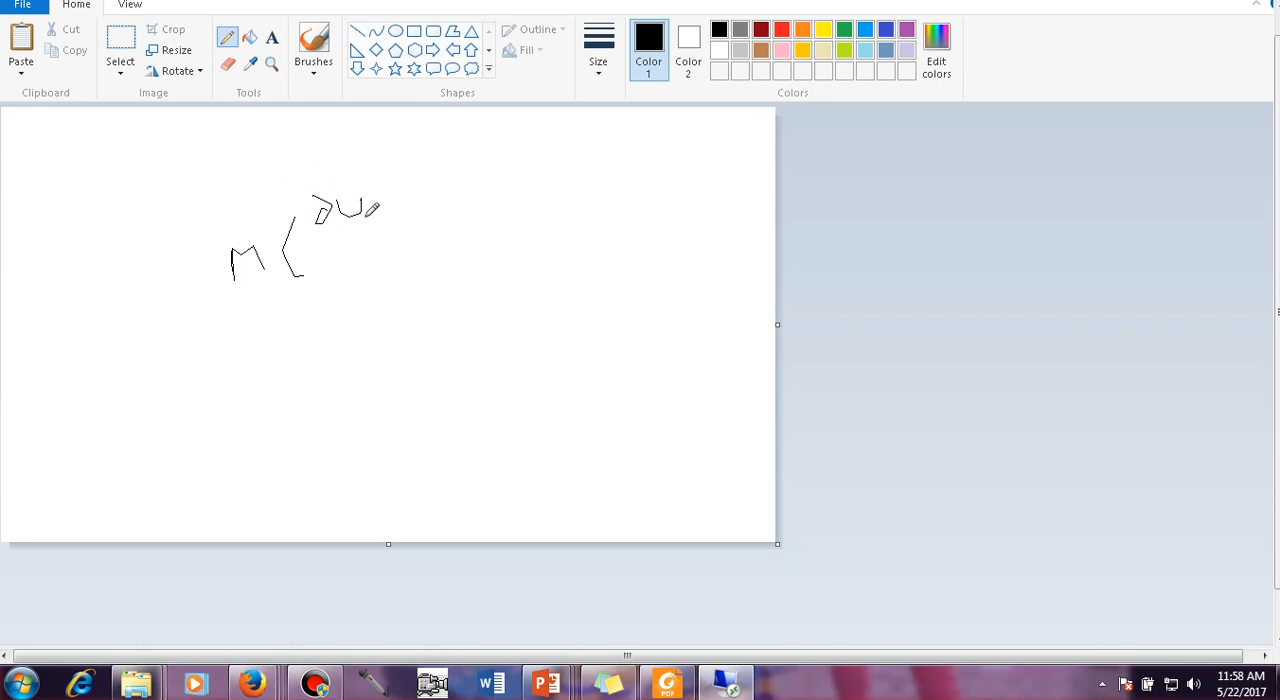 File Home View
Cut
Copy
Paste
Clipboard
Select
Crop
Resize
Rotate
Image
Tools
Brushes
Shapes
Outline
Fill
Size
Color 1
Color 2
Edit colors
Colors
M (
PDF
11:58 AM
5/22/2017